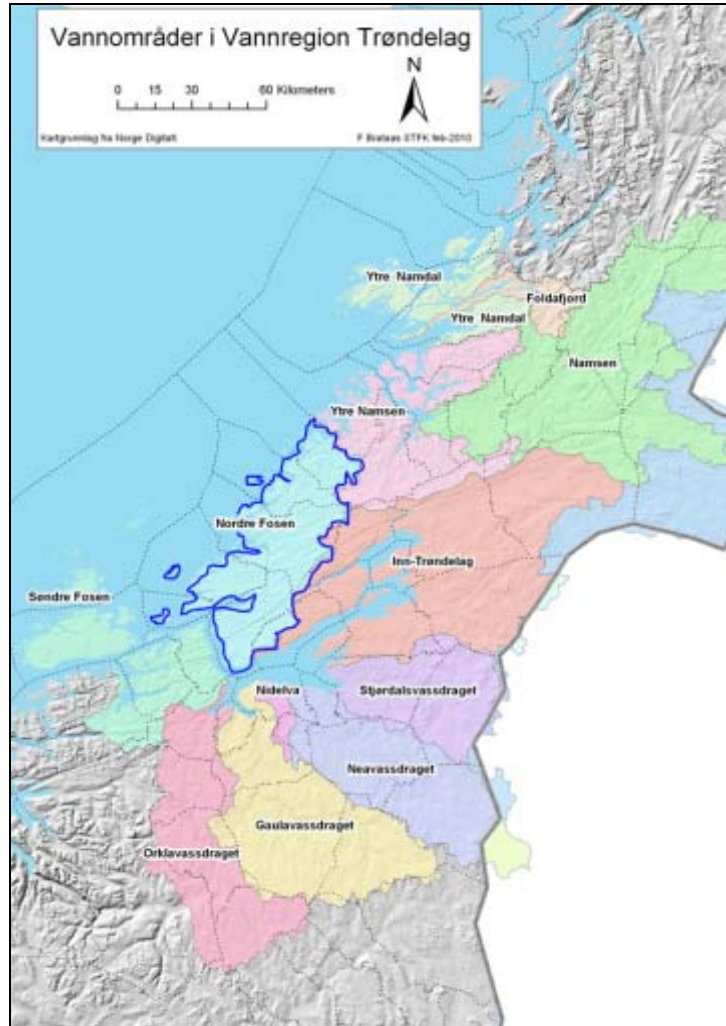 Vannområder i Vannregion Trøndelag
N
0 15 30 60 Kilometers
Kartgrunnlag fra Norge Digitalt
F Brataas STFK feb-2010
Ytre Namdal
Foldafjord
Ytre Namdal
Namsen
Ytre Namsen
Nordre Fosen
Inn-Trøndelag
Søndre Fosen
Nidelva
Stjørdalsvassdraget
Neavassdraget
Gaulavassdraget
Orklavassdraget